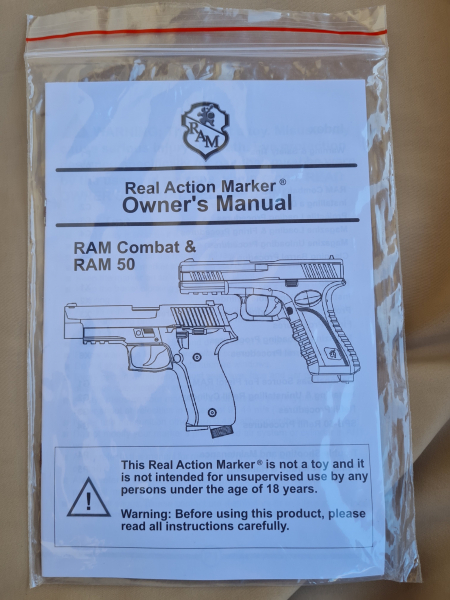 RAM
Real Action Marker®
Owner's Manual
RAM Combat &
RAM 50
This Real Action Marker® is not a toy and it
is not intended for unsupervised use by any
persons under the age of 18 years.
Warning: Before using this product, please
read all instructions carefully.